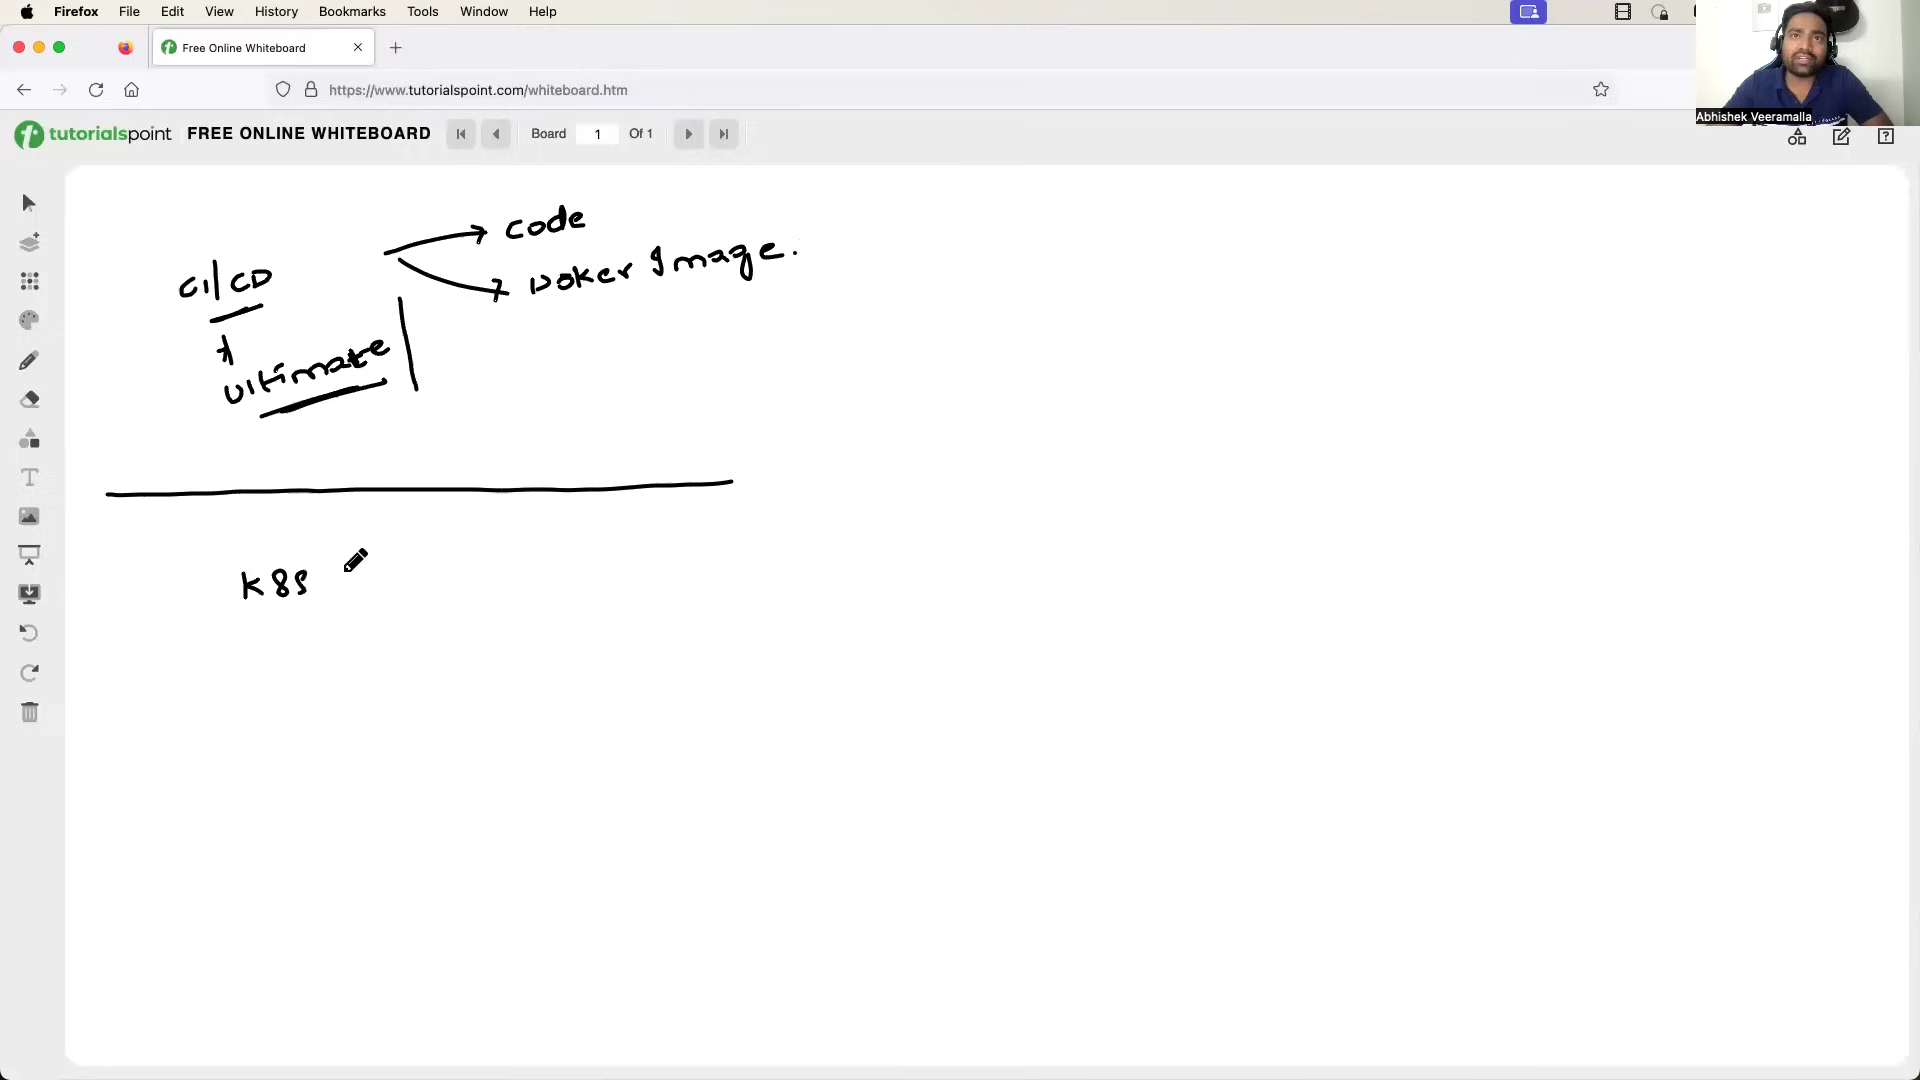 Firefox File Edit View History Bookmarks Tools Window Help
Free Online Whiteboard
https://www.tutorialspoint.com/whiteboard.htm
Abhishek Veeramalla
tutorialspoint FREE ONLINE WHITEBOARD Board 1 Of 1
code
CI/CD
Doker Image.
Ultimate
K8S